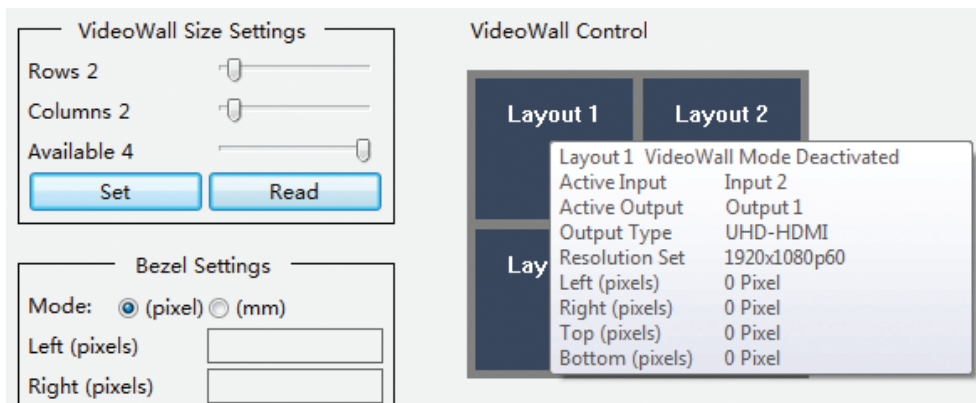 VideoWall Size Settings
Rows 2
Columns 2
Available 4
Set Read
Bezel Settings
Mode: (pixel) (mm)
Left (pixels)
Right (pixels)
VideoWall Control
Layout 1 Layout 2
Lay
Layout 1 VideoWall Mode Deactivated
Active Input Input 2
Active Output Output 1
Output Type UHD-HDMI
Resolution Set 1920x1080p60
Left (pixels) 0 Pixel
Right (pixels) 0 Pixel
Top (pixels) 0 Pixel
Bottom (pixels) 0 Pixel